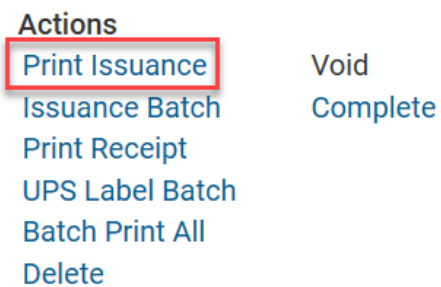 Actions
Print Issuance Void
Issuance Batch Complete
Print Receipt
UPS Label Batch
Batch Print All
Delete